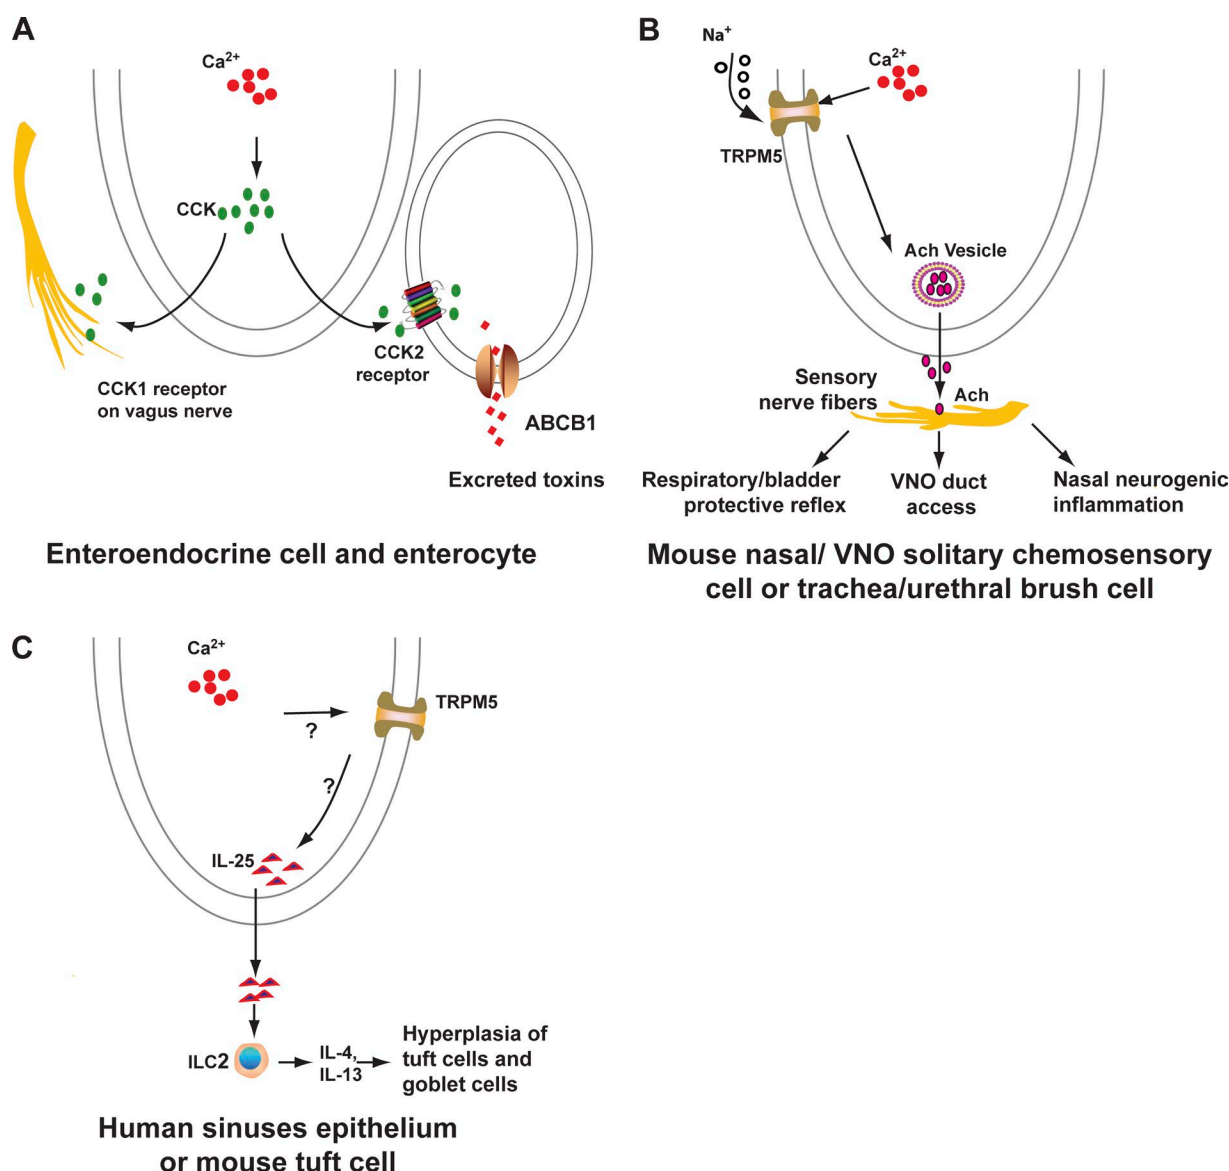 A
Ca²⁺
CCK
CCK1 receptor
on vagus nerve
CCK2
receptor
ABCB1
Excreted toxins
Enteroendocrine cell and enterocyte
B
Na⁺
Ca²⁺
TRPM5
Ach Vesicle
Sensory
nerve fibers
Ach
Respiratory/bladder
protective reflex
VNO duct
access
Nasal neurogenic
inflammation
Mouse nasal/ VNO solitary chemosensory
cell or trachea/urethral brush cell
C
Ca²⁺
TRPM5
?
?
IL-25
ILC2
IL-4,
IL-13
Hyperplasia of
tuft cells and
goblet cells
Human sinuses epithelium
or mouse tuft cell